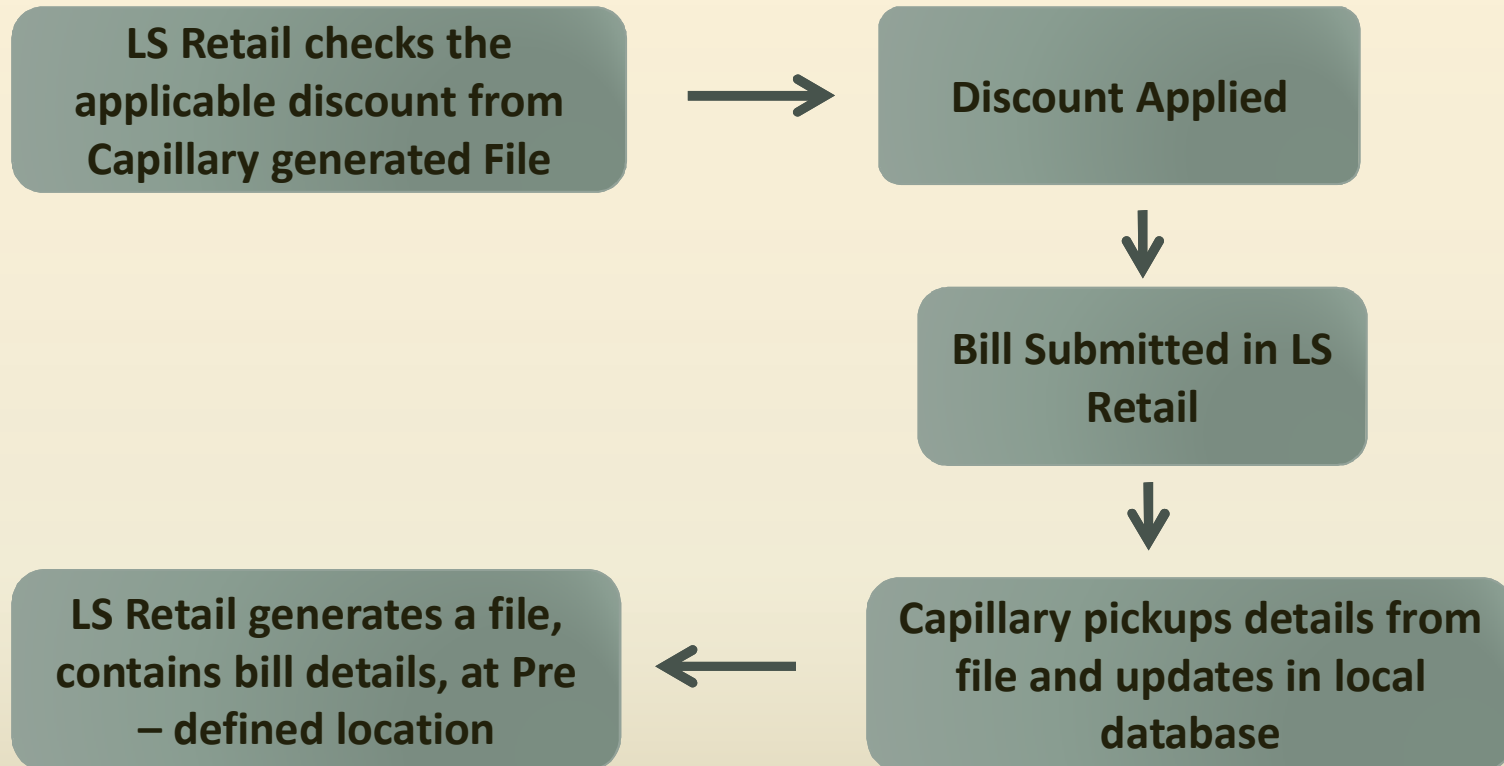 LS Retail checks the
applicable discount from
Capillary generated File
Discount Applied
Bill Submitted in LS
Retail
Capillary pickups details from
file and updates in local
database
LS Retail generates a file,
contains bill details, at Pre
– defined location